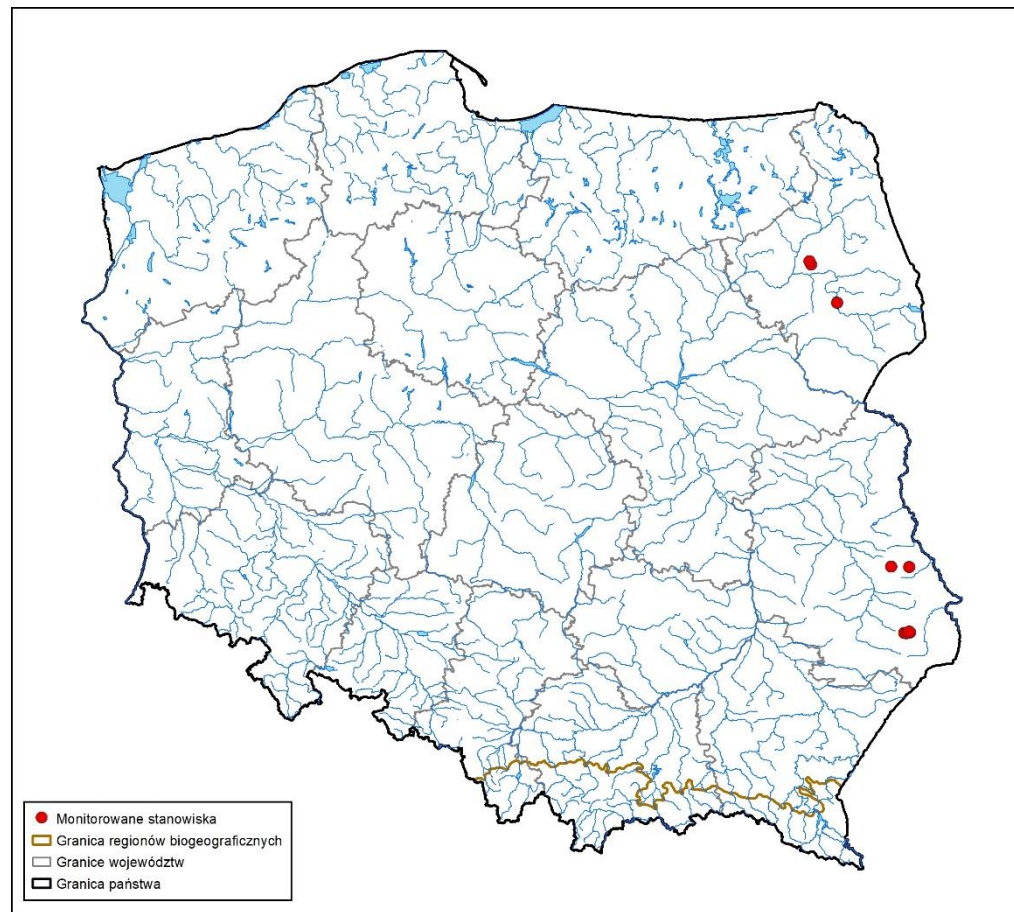 Monitorowane stanowiska
Granica regionów biogeograficznych
Granice województw
Granica państwa